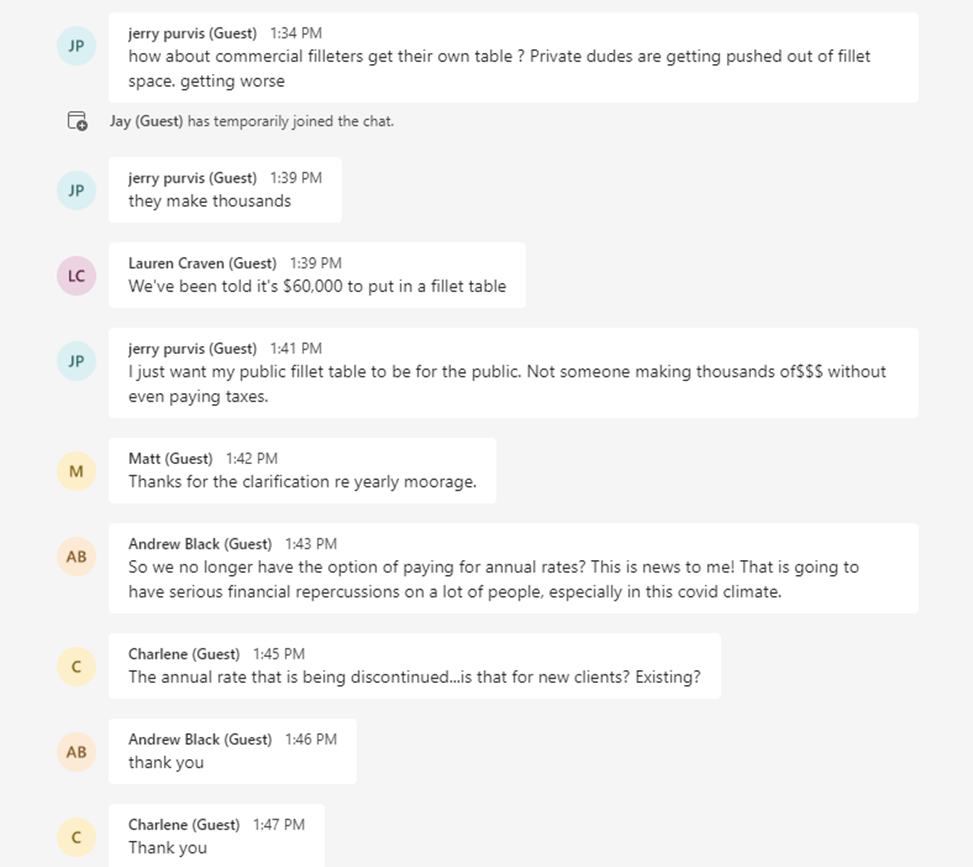 JP
jerry purvis (Guest) 1:34 PM
how about commercial filleters get their own table ? Private dudes are getting pushed out of fillet
space. getting worse
Jay (Guest) has temporarily joined the chat.
JP
jerry purvis (Guest) 1:39 PM
they make thousands
LC
Lauren Craven (Guest) 1:39 PM
We've been told it's $60,000 to put in a fillet table
JP
jerry purvis (Guest) 1:41 PM
I just want my public fillet table to be for the public. Not someone making thousands of$$$ without
even paying taxes.
M
Matt (Guest) 1:42 PM
Thanks for the clarification re yearly moorage.
AB
Andrew Black (Guest) 1:43 PM
So we no longer have the option of paying for annual rates? This is news to me! That is going to
have serious financial repercussions on a lot of people, especially in this covid climate.
C
Charlene (Guest) 1:45 PM
The annual rate that is being discontinued...is that for new clients? Existing?
AB
Andrew Black (Guest) 1:46 PM
thank you
C
Charlene (Guest) 1:47 PM
Thank you